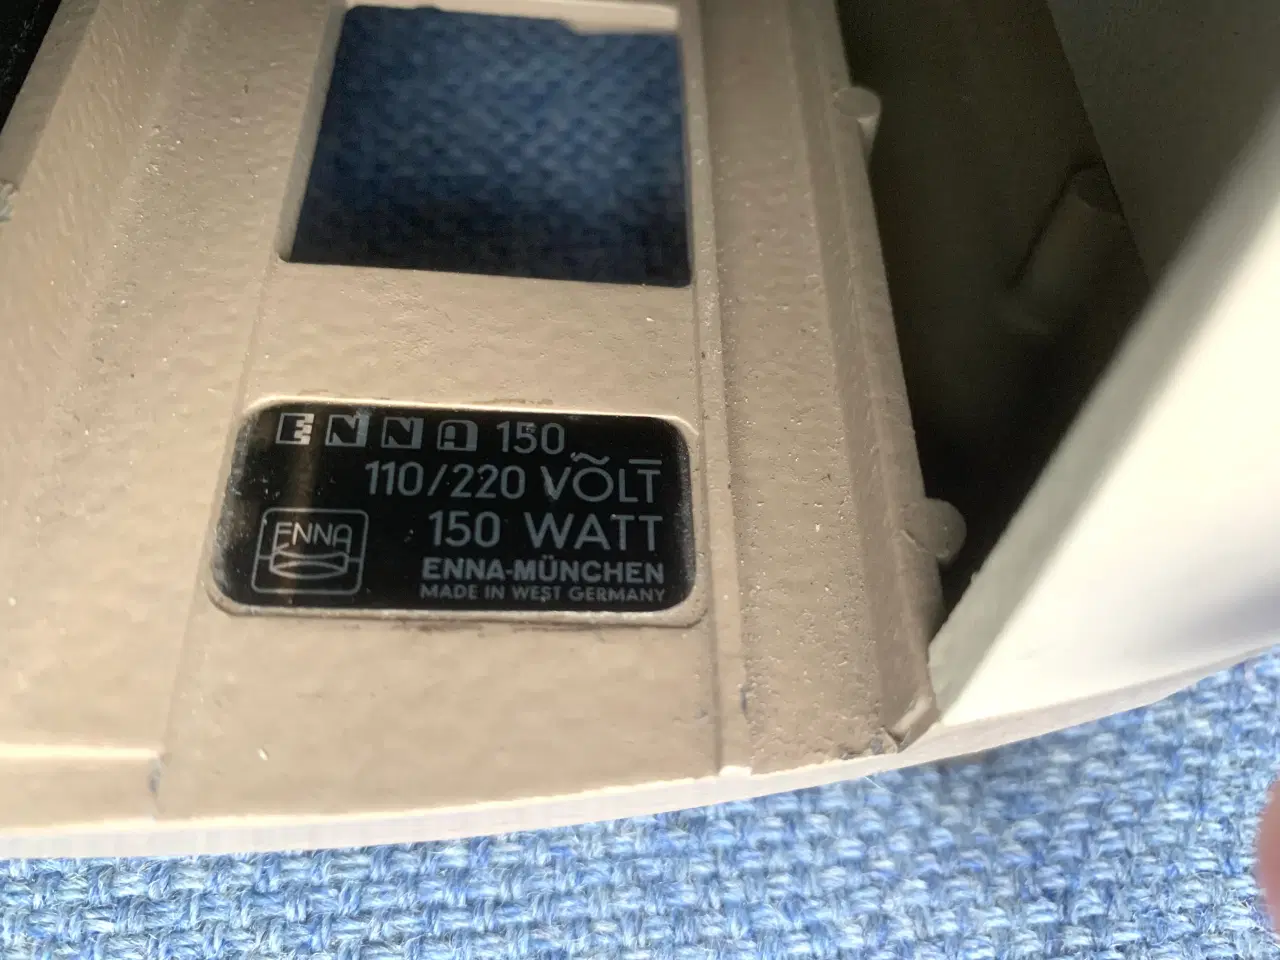 ENNA 150
110/220 VOLT
150 WATT
ENNA
ENNA-MÜNCHEN
MADE IN WEST GERMANY